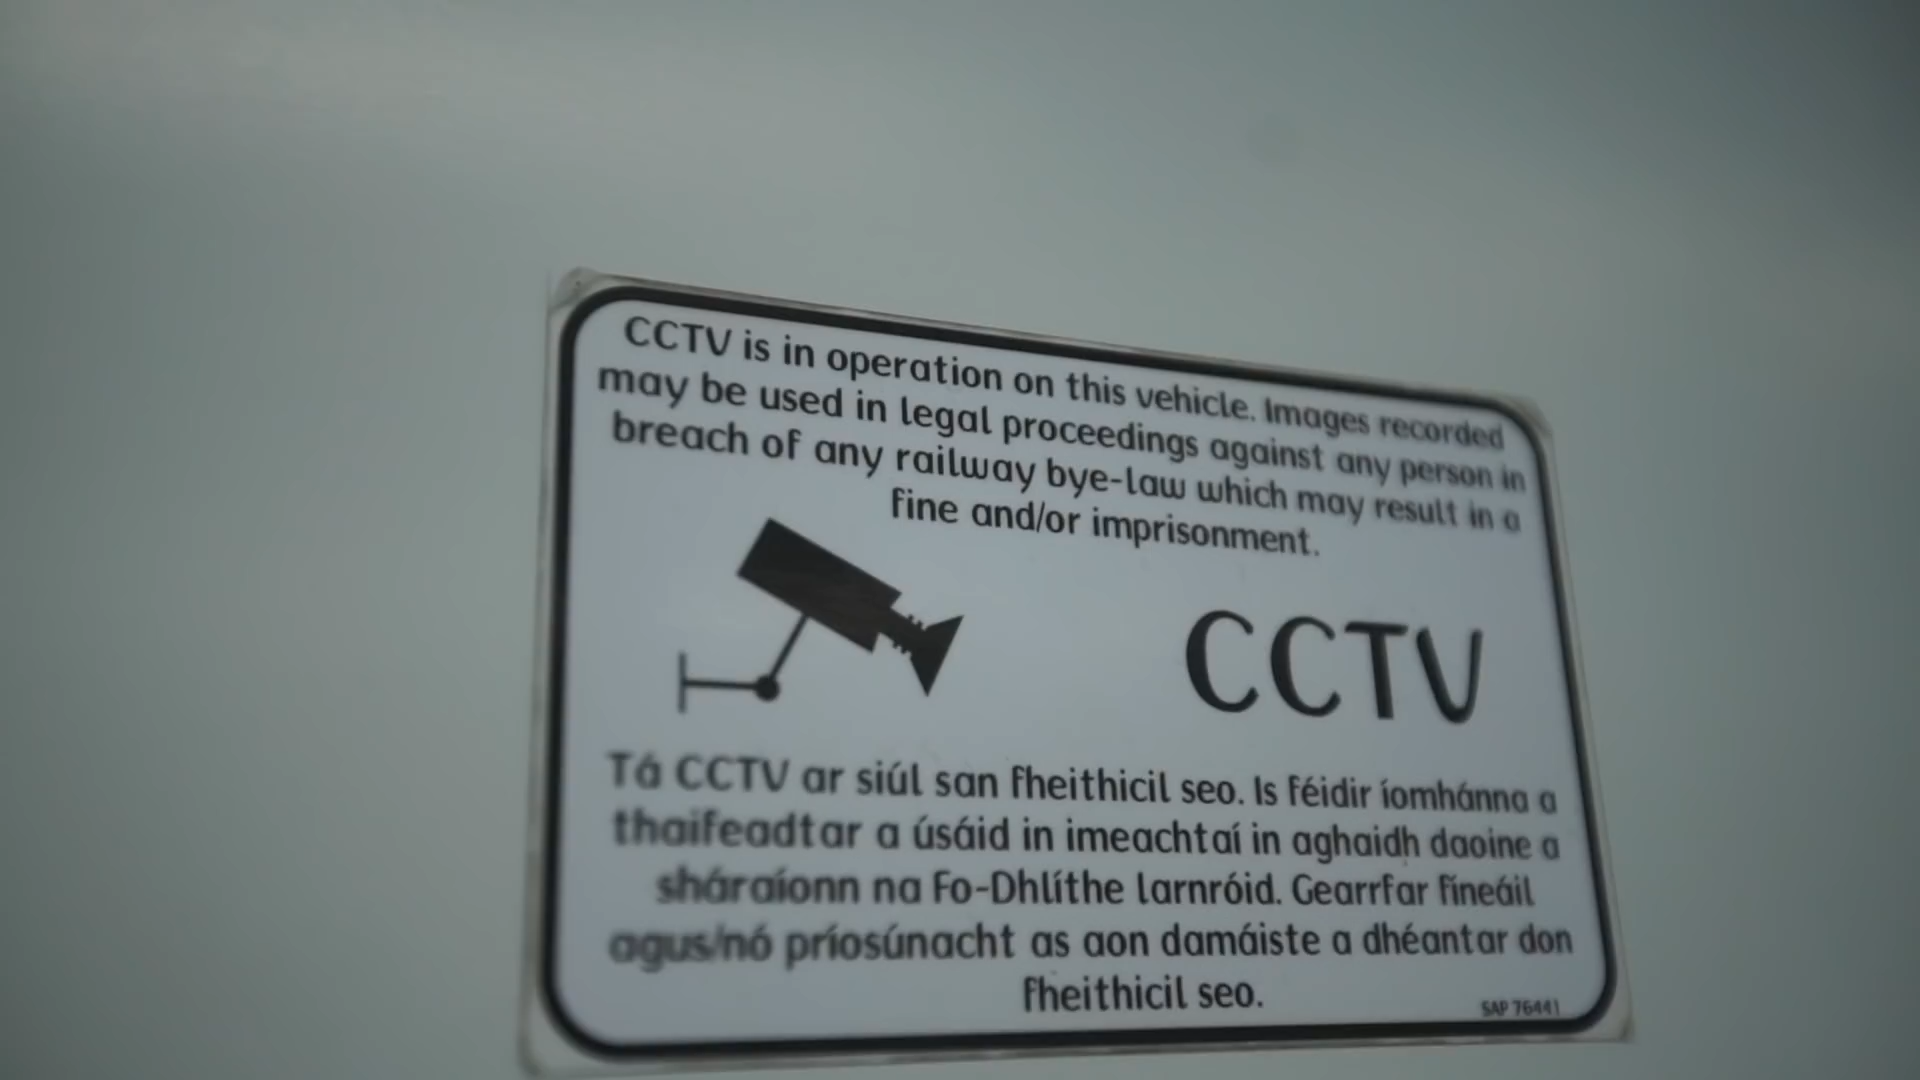 CCTV is in operation on this vehicle. Images recorded
may be used in legal proceedings against any person in
breach of any railway bye-law which may result in a
fine and/or imprisonment.
CCTV
Tá CCTV ar siúl san fheithicil seo. Is féidir íomhánna a
thaifeadtar a úsáid in imeachtaí in aghaidh daoine a
sháraíonn na Fo-Dhlíthe Iarnróid. Gearrfar fíneáil
agus/nó príosúnacht as aon damáiste a dhéantar don
fheithicil seo.
SAP 76441